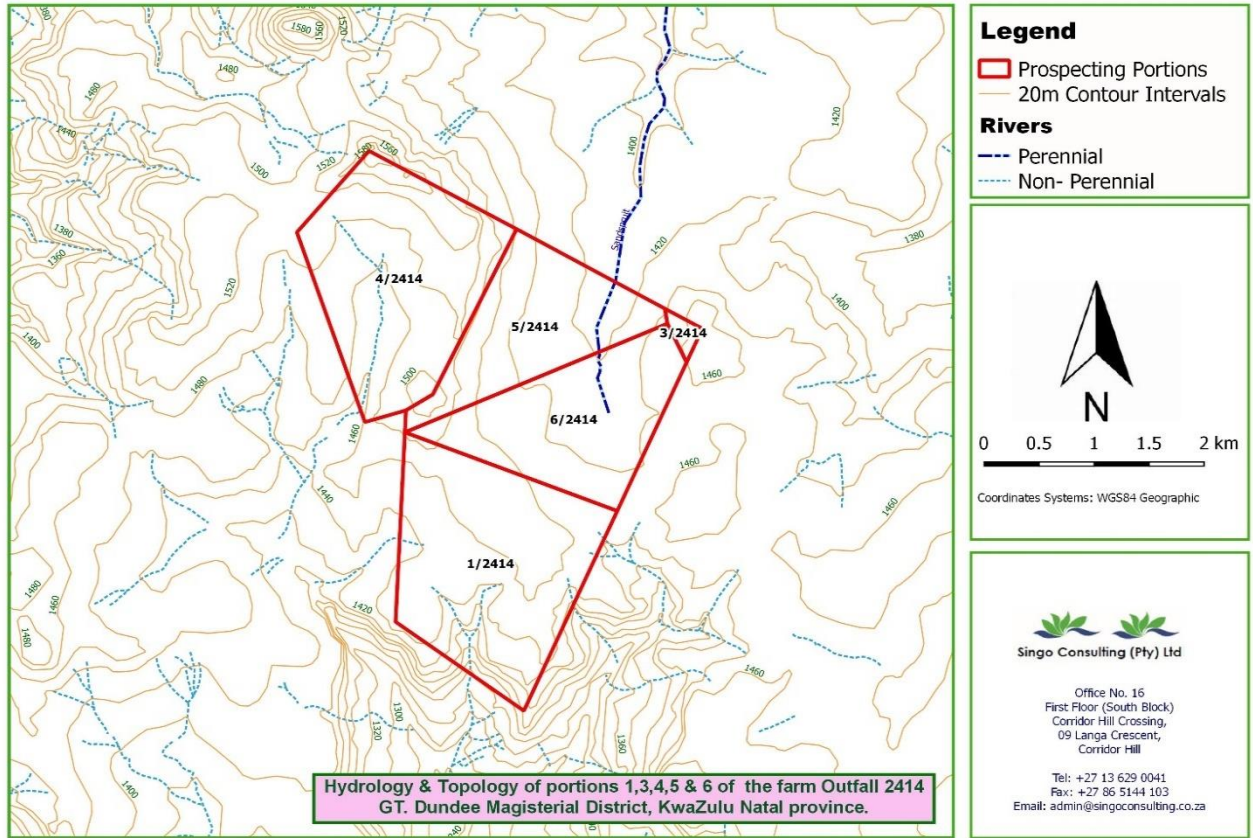 1380
1480
1580
1560
1520
1480
1480
1440
1500
1520
1580
1560
1400
1420
1420
1380
1360
1380
1520
1400
1480
1400
Sandspruit
4/2414
5/2414
3/2414
6/2414
1/2414
1500
1460
1460
1460
1440
1460
1480
1460
1480
1420
1460
1300
1320
1360
Hydrology & Topology of portions 1,3,4,5 & 6 of the farm Outfall 2414
GT. Dundee Magisterial District, KwaZulu Natal province.
Legend
Prospecting Portions
20m Contour Intervals
Rivers
Perennial
Non- Perennial
N
0 0.5 1 1.5 2 km
Coordinates Systems: WGS84 Geographic
Singo Consulting (Pty) Ltd
Office No. 16
First Floor (South Block)
Corridor Hill Crossing,
09 Langa Crescent,
Corridor Hill
Tel: +27 13 629 0041
Fax: +27 86 5144 103
Email: admin@singoconsulting.co.za